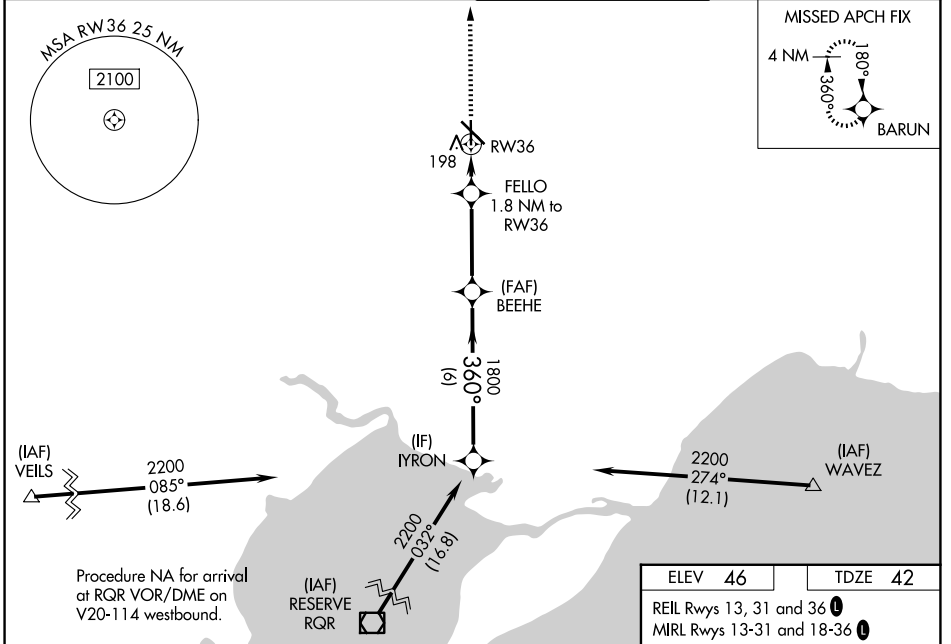 MSA RW36 25 NM
2100
MISSED APCH FIX
4 NM
360°
180°
BARUN
198
RW36
FELLO
1.8 NM to
RW36
(FAF)
BEEHE
1800
360°
(6)
(IF)
IYRON
(IAF)
VEILS
2200
085°
(18.6)
2200
274°
(12.1)
(IAF)
WAVEZ
2200
032°
(16.8)
(IAF)
RESERVE
RQR
Procedure NA for arrival
at RQR VOR/DME on
V20-114 westbound.
ELEV 46
TDZE 42
REIL Rwys 13, 31 and 36 L
MIRL Rwys 13-31 and 18-36 L